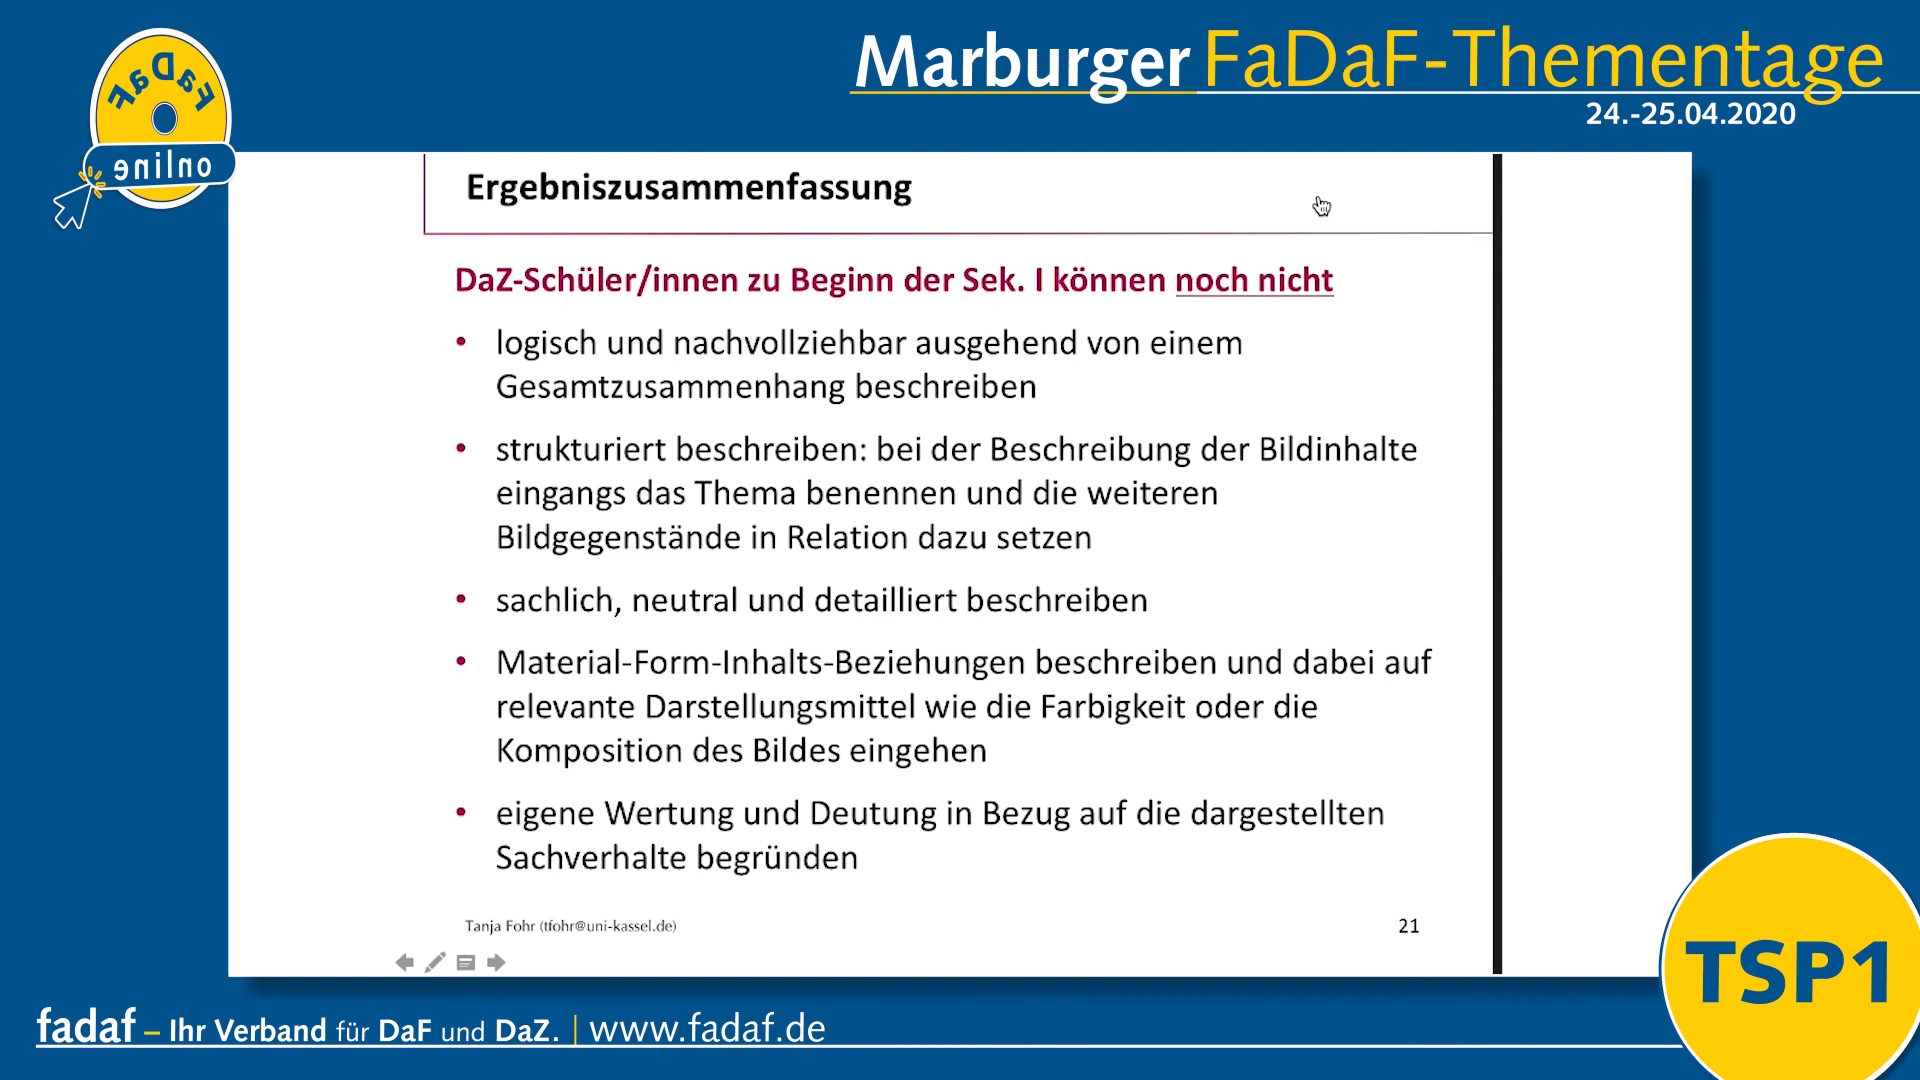 Marburger FaDaF-Thementage
24.-25.04.2020
FaDaF
online
Ergebniszusammenfassung
DaZ-Schüler/innen zu Beginn der Sek. I können noch nicht
• logisch und nachvollziehbar ausgehend von einem
Gesamtzusammenhang beschreiben
• strukturiert beschreiben: bei der Beschreibung der Bildinhalte
eingangs das Thema benennen und die weiteren
Bildgegenstände in Relation dazu setzen
• sachlich, neutral und detailliert beschreiben
• Material-Form-Inhalts-Beziehungen beschreiben und dabei auf
relevante Darstellungsmittel wie die Farbigkeit oder die
Komposition des Bildes eingehen
• eigene Wertung und Deutung in Bezug auf die dargestellten
Sachverhalte begründen
Tanja Fohr (tfohr@uni-kassel.de)
21
TSP1
fadaf – Ihr Verband für DaF und DaZ. | www.fadaf.de